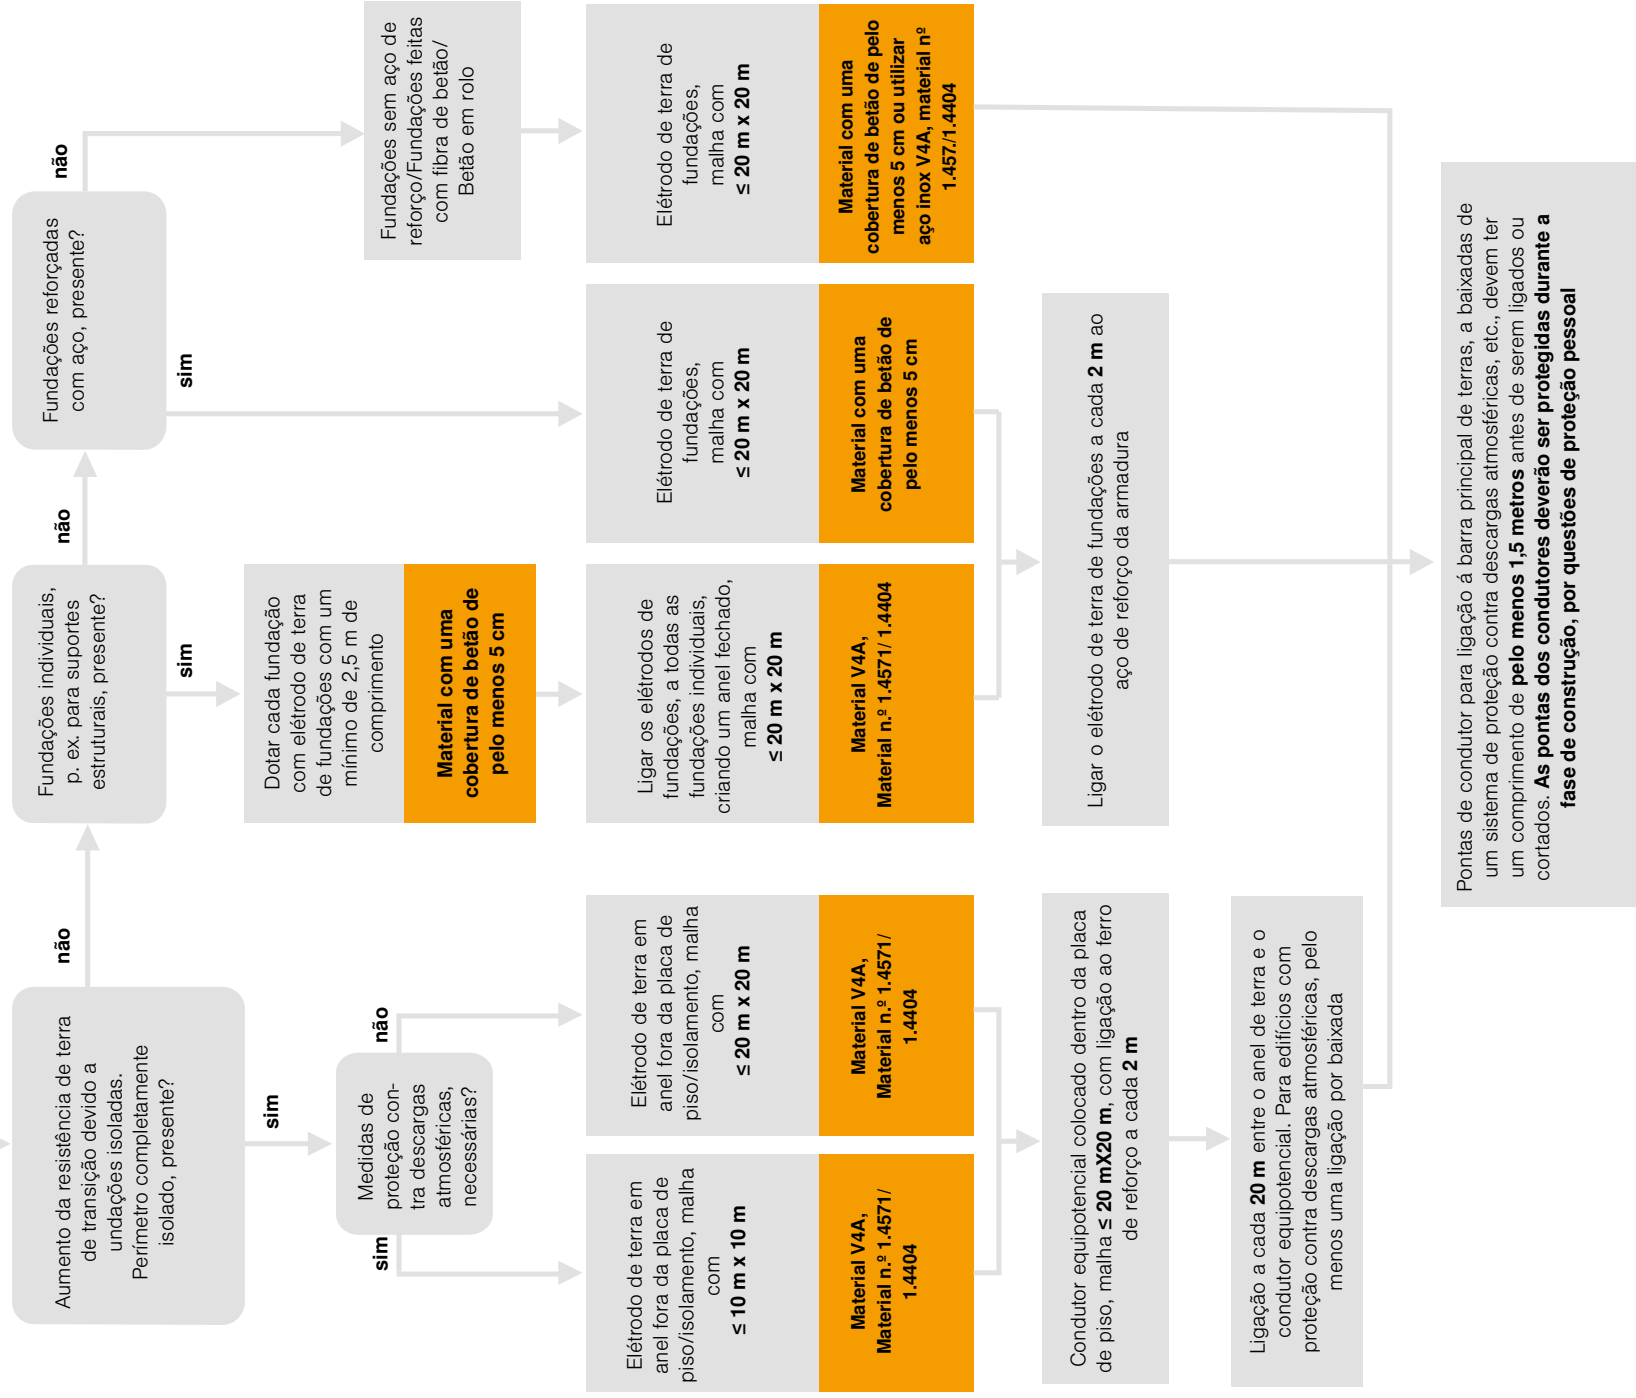 Aumento da resistência de terra
de transição devido a
undações isoladas.
Perímetro completamente
isolado, presente?
não
sim
Medidas de
proteção con-
tra descargas
atmosféricas,
necessárias?
sim
não
Elétrodo de terra em
anel fora da placa de
piso/isolamento, malha
com
≤ 10 m x 10 m
Material V4A,
Material n.º 1.4571/
1.4404
Elétrodo de terra em
anel fora da placa de
piso/isolamento, malha
com
≤ 20 m x 20 m
Material V4A,
Material n.º 1.4571/
1.4404
Condutor equipotencial colocado dentro da placa
de piso, malha ≤ 20 mX20 m, com ligação ao ferro
de reforço a cada 2 m
Ligação a cada 20 m entre o anel de terra e o
condutor equipotencial. Para edifícios com
proteção contra descargas atmosféricas, pelo
menos uma ligação por baixada
Fundações individuais,
p. ex. para suportes
estruturais, presente?
não
sim
Dotar cada fundação
com elétrodo de terra
de fundações com um
mínimo de 2,5 m de
comprimento
Material com uma
cobertura de betão de
pelo menos 5 cm
Ligar os elétrodos de
fundações, a todas as
fundações individuais,
criando um anel fechado,
malha com
≤ 20 m x 20 m
Material V4A,
Material n.º 1.4571/ 1.4404
Fundações reforçadas
com aço, presente?
não
sim
Elétrodo de terra de
fundações,
malha com
≤ 20 m x 20 m
Material com uma
cobertura de betão de
pelo menos 5 cm
Ligar o elétrodo de terra de fundações a cada 2 m ao
aço de reforço da armadura
Fundações sem aço de
reforço/Fundações feitas
com fibra de betão/
Betão em rolo
Elétrodo de terra de
fundações,
malha com
≤ 20 m x 20 m
Material com uma
cobertura de betão de pelo
menos 5 cm ou utilizar
aço inox V4A, material nº
1.457./1.4404
Pontas de condutor para ligação á barra principal de terras, a baixadas de
um sistema de proteção contra descargas atmosféricas, etc., devem ter
um comprimento de pelo menos 1,5 metros antes de serem ligados ou
cortados. As pontas dos condutores deverão ser protegidas durante a
fase de construção, por questões de proteção pessoal